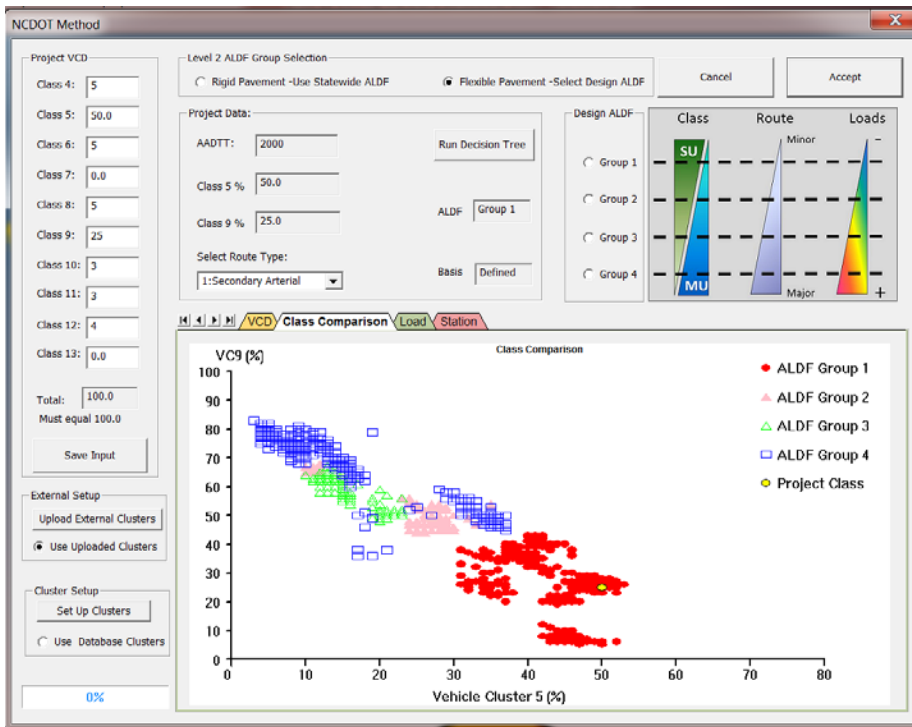 NCDOT Method
X
Project VCD
Class 4: 5
Class 5: 50.0
Class 6: 5
Class 7: 0.0
Class 8: 5
Class 9: 25
Class 10: 3
Class 11: 3
Class 12: 4
Class 13: 0.0
Total: 100.0
Must equal 100.0
Save Input
External Setup
Upload External Clusters
Use Uploaded Clusters
Cluster Setup
Set Up Clusters
Use Database Clusters
0%
Level 2 ALDF Group Selection
Rigid Pavement -Use Statewide ALDF
Flexible Pavement -Select Design ALDF
Cancel
Accept
Project Data:
AADTT: 2000
Class 5 % 50.0
Class 9 % 25.0
Select Route Type:
1:Secondary Arterial
Run Decision Tree
ALDF Group 1
Basis Defined
Design ALDF
Group 1
Group 2
Group 3
Group 4
Class Route Loads
SU Minor -
MU Major +
VCD Class Comparison Load Station
Class Comparison
VC9 (%)
100
90
80
70
60
50
40
30
20
10
0
0 10 20 30 40 50 60 70 80
Vehicle Cluster 5 (%)
ALDF Group 1
ALDF Group 2
ALDF Group 3
ALDF Group 4
Project Class